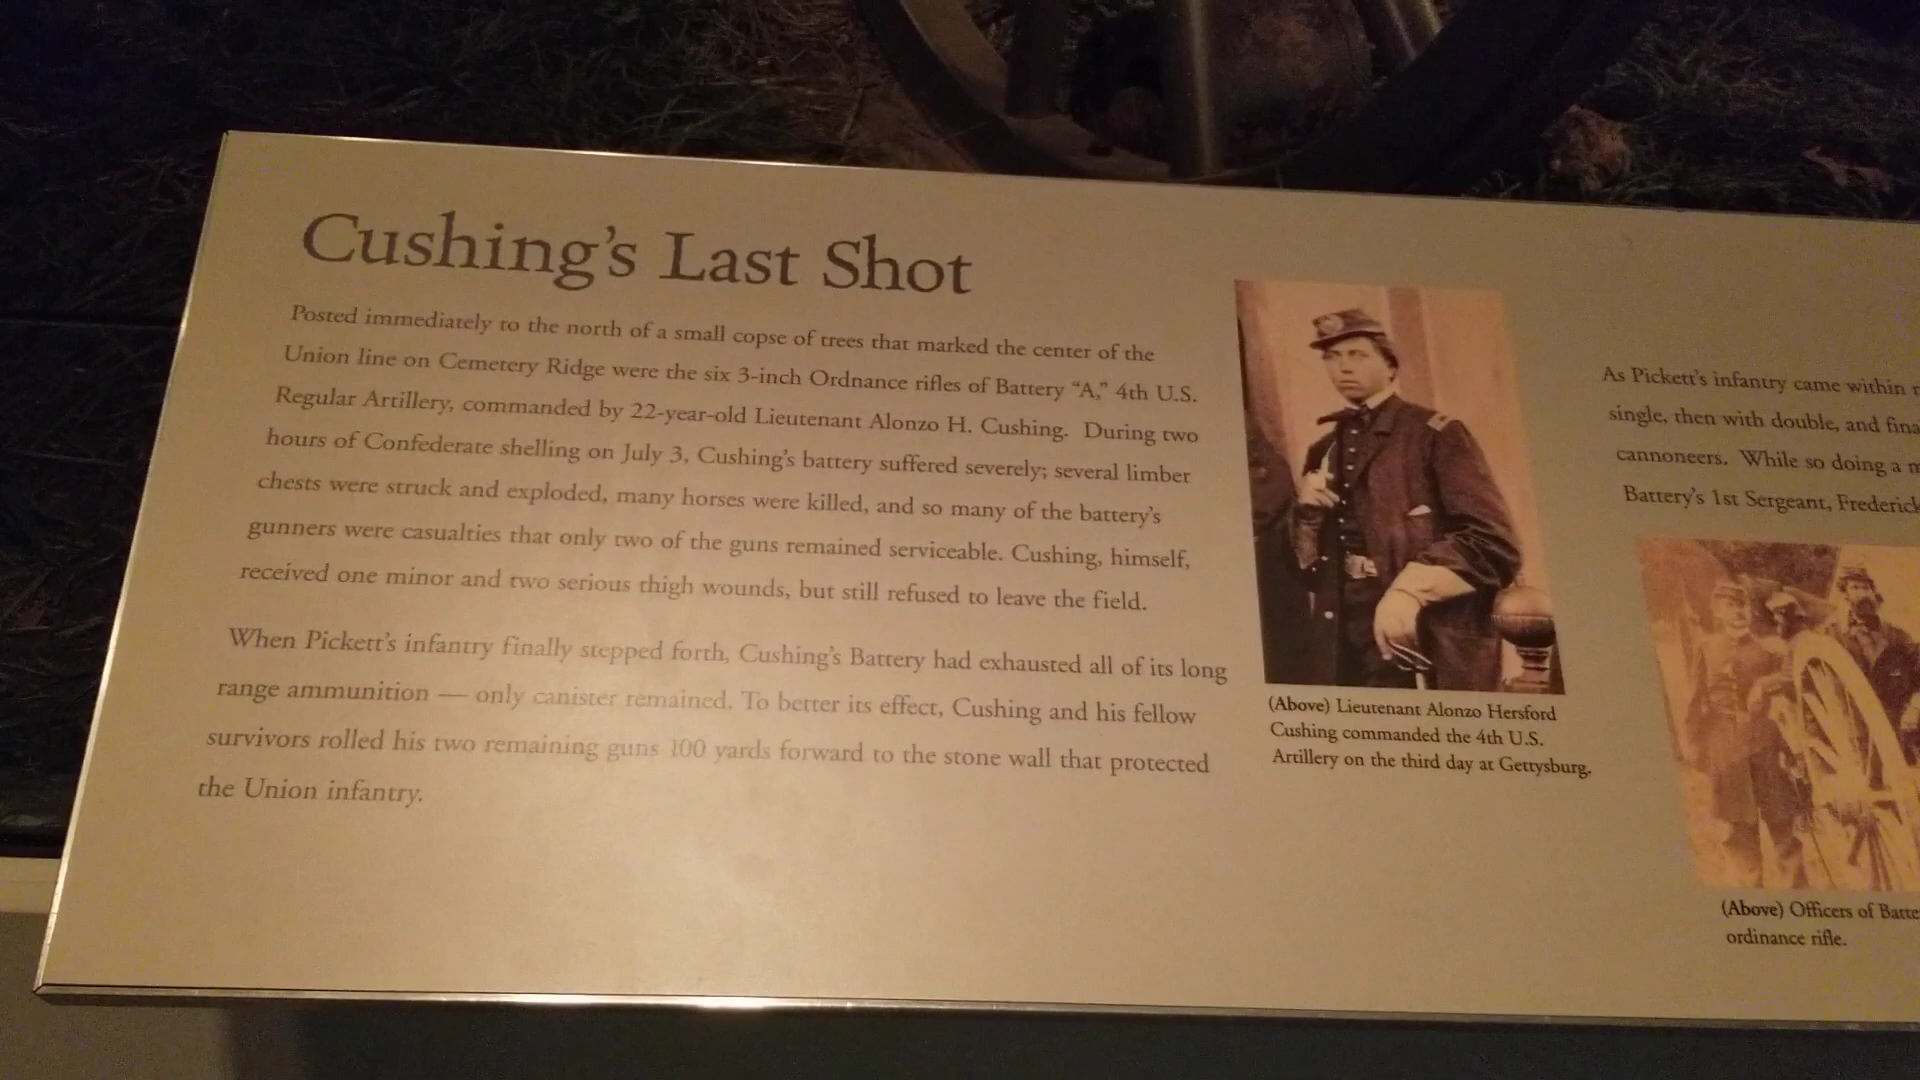 Cushing's Last Shot
Posted immediately to the north of a small copse of trees that marked the center of the
Union line on Cemetery Ridge were the six 3-inch Ordnance rifles of Battery "A," 4th U.S.
Regular Artillery, commanded by 22-year-old Lieutenant Alonzo H. Cushing. During two
hours of Confederate shelling on July 3, Cushing's battery suffered severely; several limber
chests were struck and exploded, many horses were killed, and so many of the battery's
gunners were casualties that only two of the guns remained serviceable. Cushing, himself,
received one minor and two serious thigh wounds, but still refused to leave the field.
When Pickett's infantry finally stepped forth, Cushing's Battery had exhausted all of its long
range ammunition — only canister remained. To better its effect, Cushing and his fellow
survivors rolled his two remaining guns 100 yards forward to the stone wall that protected
the Union infantry.
(Above) Lieutenant Alonzo Hersford
Cushing commanded the 4th U.S.
Artillery on the third day at Gettysburg.
As Pickett's infantry came within
single, then with double, and
cannoneers. While so doing a
Battery's 1st Sergeant, Frederick
(Above) Officers of
ordinance rifle.